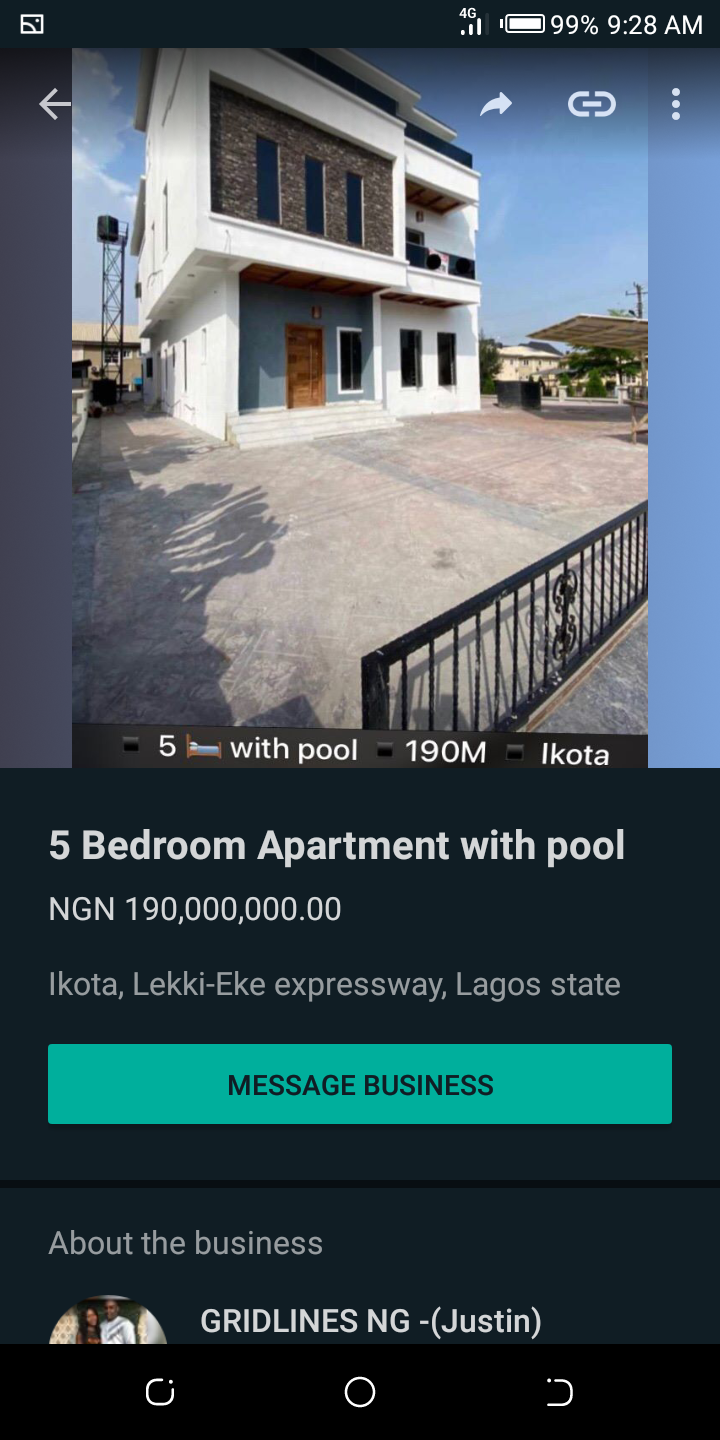 4G
99% 9:28 AM
5 🛏️ with pool ▪️ 190M ▪️ Ikota
5 Bedroom Apartment with pool
NGN 190,000,000.00
Ikota, Lekki-Eke expressway, Lagos state
MESSAGE BUSINESS
About the business
GRIDLINES NG -(Justin)